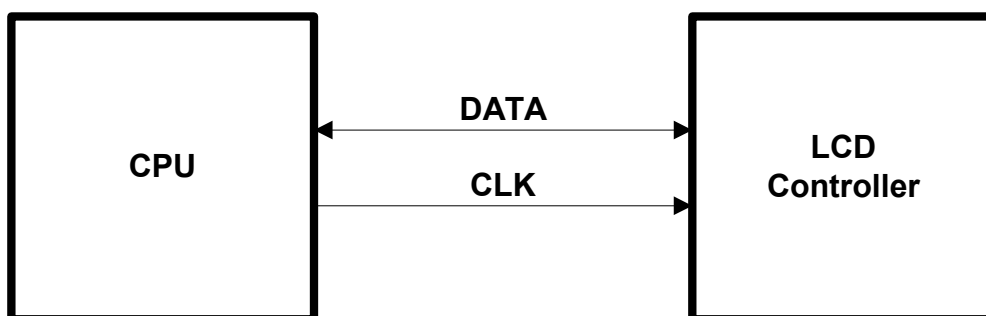 DATA
CPU
CLK
LCD
Controller